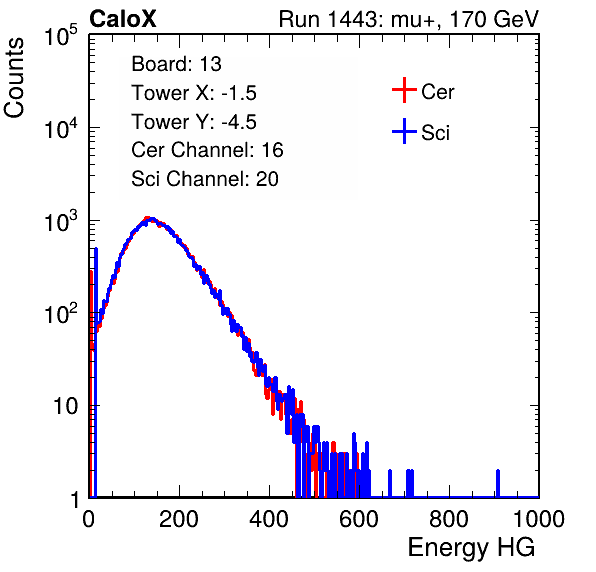 CaloX Run 1443: mu+, 170 GeV
Board: 13
Tower X: -1.5
Tower Y: -4.5
Cer Channel: 16
Sci Channel: 20
Cer
Sci
Counts
10^5
10^4
10^3
10^2
10
1
0 200 400 600 800 1000
Energy HG